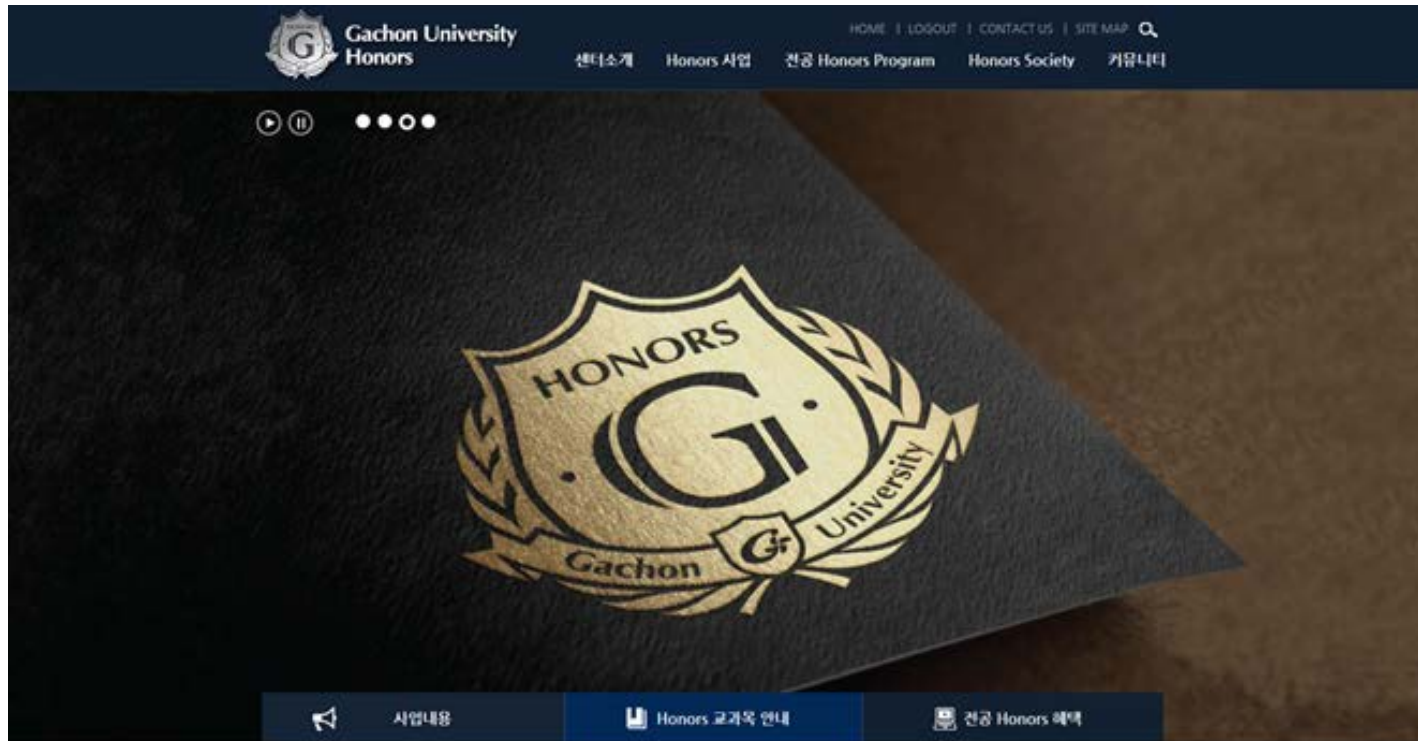 HONORS
G
Gachon University
Honors
HOME | LOGOUT | CONTACT US | SITE MAP
센터소개 Honors 사업 전공 Honors Program Honors Society 커뮤니티
HONORS
G
Gachon University
사업내용 Honors 교과목 안내 전공 Honors 혜택